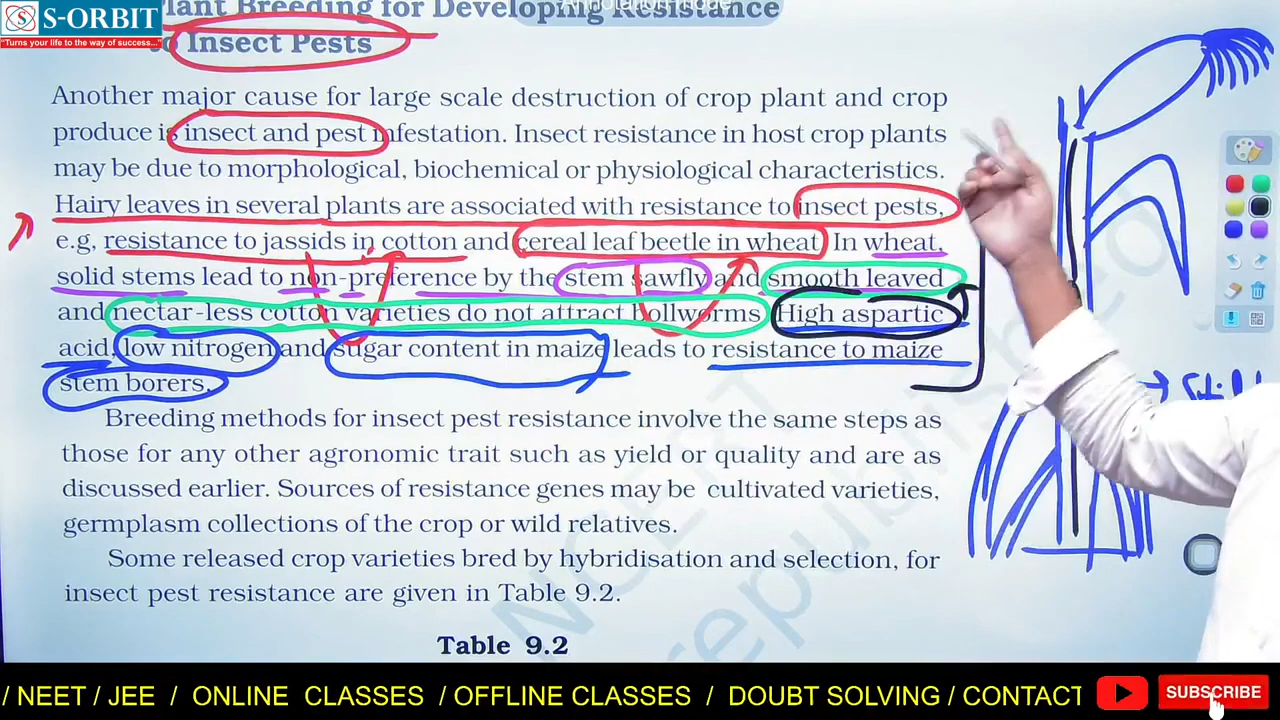 S-ORBIT
"Turns your life to the way of success..."
Plant Breeding for Developing Resistance
to Insect Pests
Another major cause for large scale destruction of crop plant and crop
produce is insect and pest infestation. Insect resistance in host crop plants
may be due to morphological, biochemical or physiological characteristics.
Hairy leaves in several plants are associated with resistance to insect pests,
e.g, resistance to jassids in cotton and cereal leaf beetle in wheat. In wheat,
solid stems lead to non-preference by the stem sawfly and smooth leaved
and nectar-less cotton varieties do not attract bollworms. High aspartic
acid, low nitrogen and sugar content in maize leads to resistance to maize
stem borers.
Breeding methods for insect pest resistance involve the same steps as
those for any other agronomic trait such as yield or quality and are as
discussed earlier. Sources of resistance genes may be cultivated varieties,
germplasm collections of the crop or wild relatives.
Some released crop varieties bred by hybridisation and selection, for
insect pest resistance are given in Table 9.2.
Table 9.2
/ NEET / JEE / ONLINE CLASSES / OFFLINE CLASSES / DOUBT SOLVING / CONTACT
SUBSCRIBE